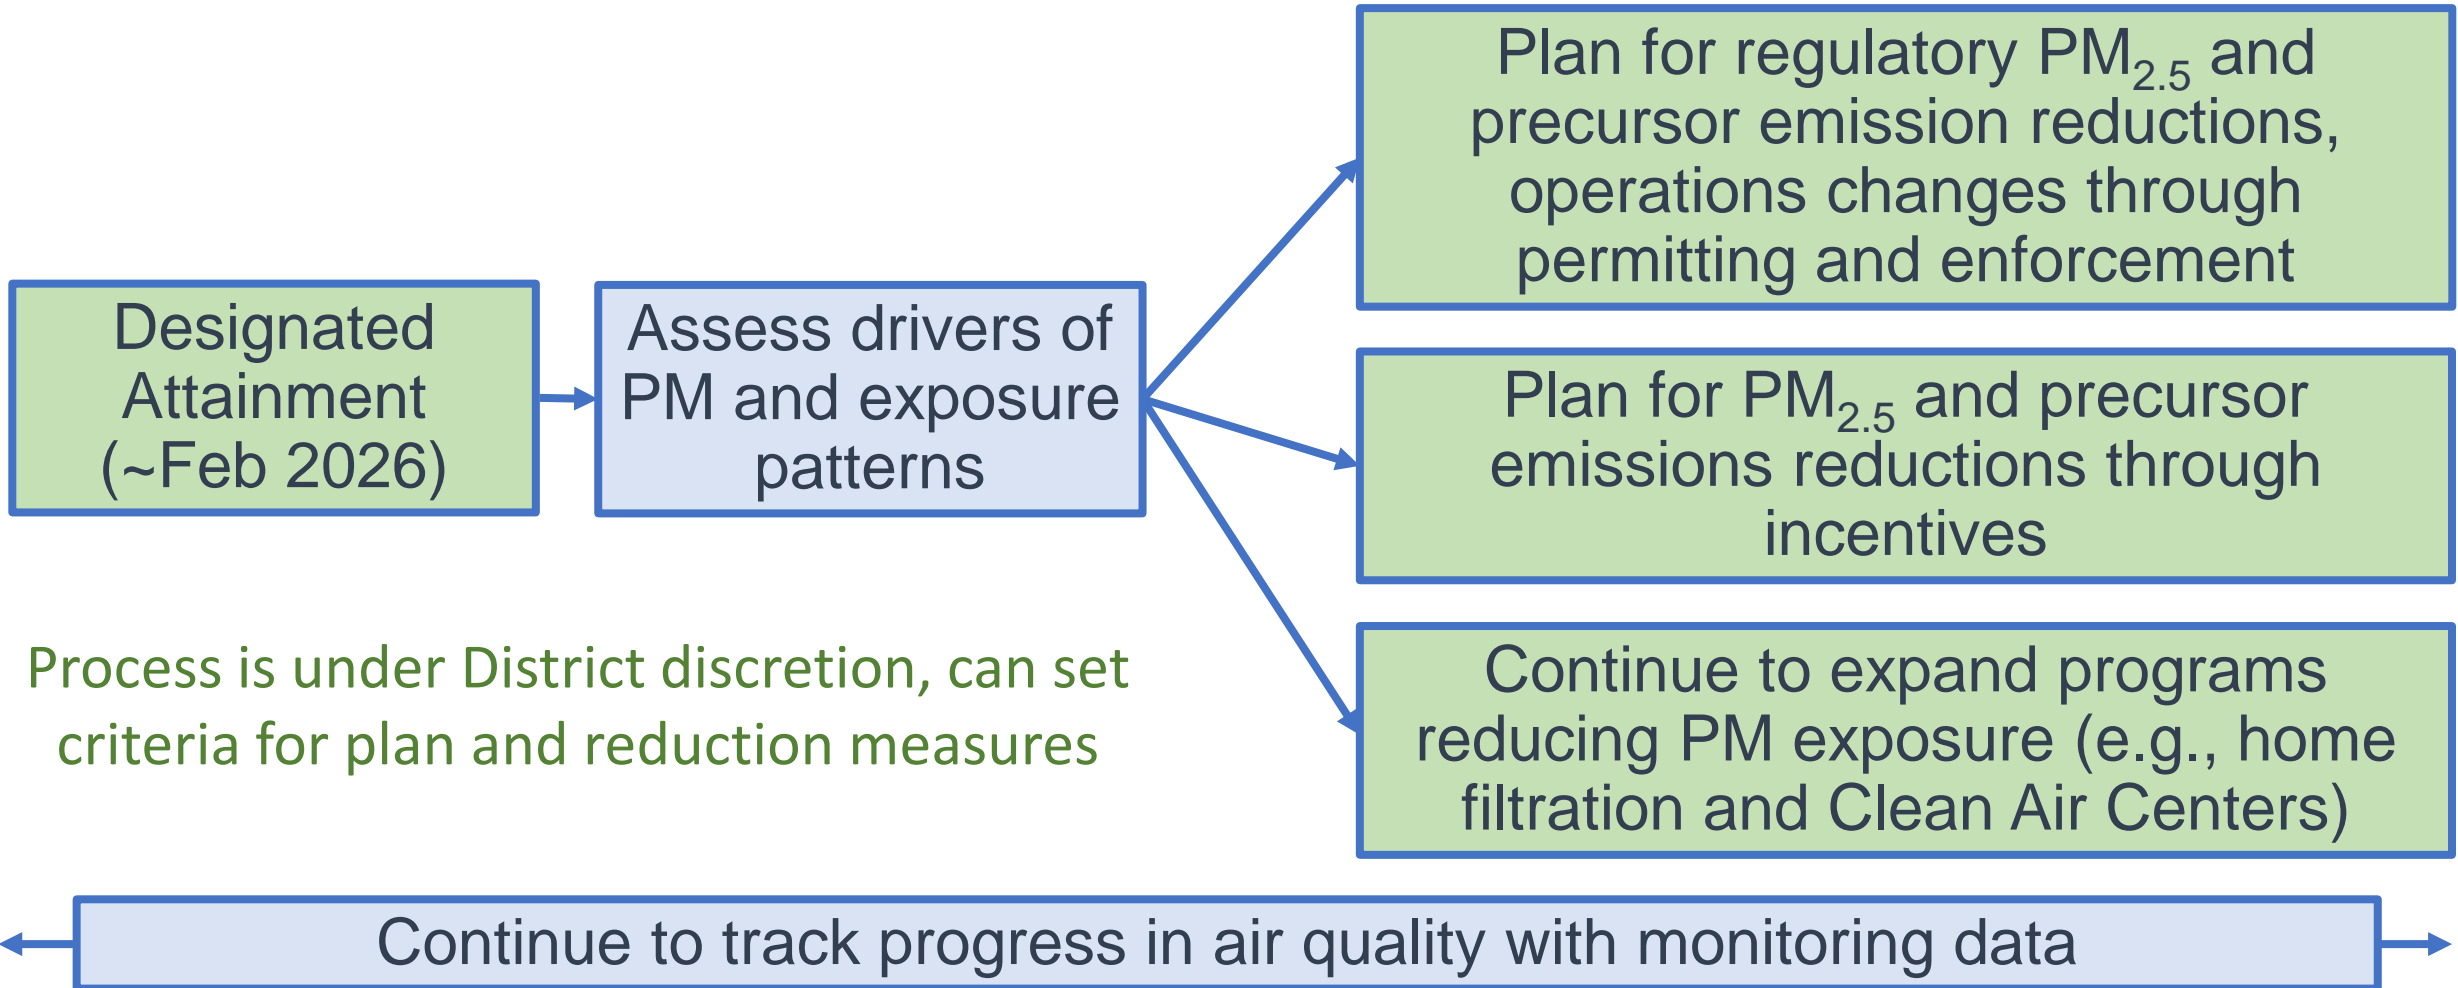 Designated
Attainment
(~Feb 2026)
Assess drivers of
PM and exposure
patterns
Plan for regulatory PM₂.₅ and
precursor emission reductions,
operations changes through
permitting and enforcement
Plan for PM₂.₅ and precursor
emissions reductions through
incentives
Continue to expand programs
reducing PM exposure (e.g., home
filtration and Clean Air Centers)
Process is under District discretion, can set
criteria for plan and reduction measures
Continue to track progress in air quality with monitoring data